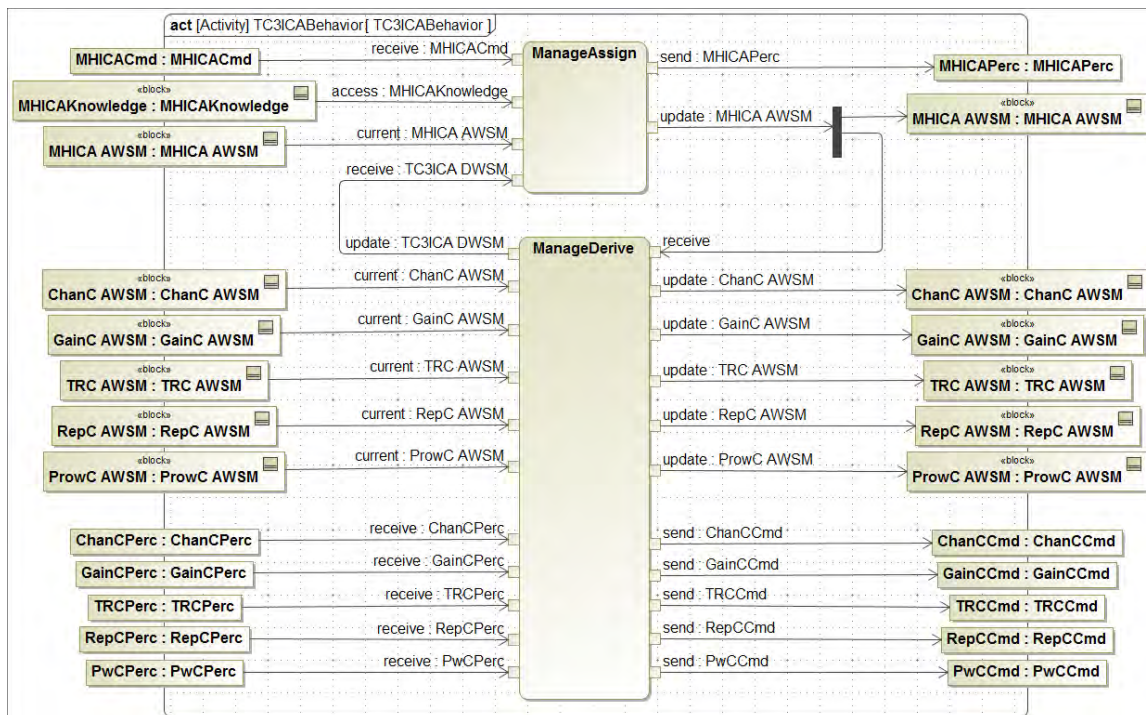 act [Activity] TC3ICABehavior[ TC3ICABehavior ]
MHICACmd : MHICACmd
receive : MHICACmd
ManageAssign
send : MHICAPerc
MHICAPerc : MHICAPerc
«block»
MHICAKnowledge : MHICAKnowledge
access : MHICAKnowledge
«block»
MHICA AWSM : MHICA AWSM
current : MHICA AWSM
update : MHICA AWSM
«block»
MHICA AWSM : MHICA AWSM
receive : TC3ICA DWSM
update : TC3ICA DWSM
ManageDerive
receive
«block»
ChanC AWSM : ChanC AWSM
current : ChanC AWSM
update : ChanC AWSM
«block»
ChanC AWSM : ChanC AWSM
«block»
GainC AWSM : GainC AWSM
current : GainC AWSM
update : GainC AWSM
«block»
GainC AWSM : GainC AWSM
«block»
TRC AWSM : TRC AWSM
current : TRC AWSM
update : TRC AWSM
«block»
TRC AWSM : TRC AWSM
«block»
RepC AWSM : RepC AWSM
current : RepC AWSM
update : RepC AWSM
«block»
RepC AWSM : RepC AWSM
«block»
ProwC AWSM : ProwC AWSM
current : ProwC AWSM
update : ProwC AWSM
«block»
ProwC AWSM : ProwC AWSM
ChanCPerc : ChanCPerc
receive : ChanCPerc
send : ChanCCmd
ChanCCmd : ChanCCmd
GainCPerc : GainCPerc
receive : GainCPerc
send : GainCCmd
GainCCmd : GainCCmd
TRCPerc : TRCPerc
receive : TRCPerc
send : TRCCmd
TRCCmd : TRCCmd
RepCPerc : RepCPerc
receive : RepCPerc
send : RepCCmd
RepCCmd : RepCCmd
PwCPerc : PwCPerc
receive : PwCPerc
send : PwCCmd
PwCCmd : PwCCmd